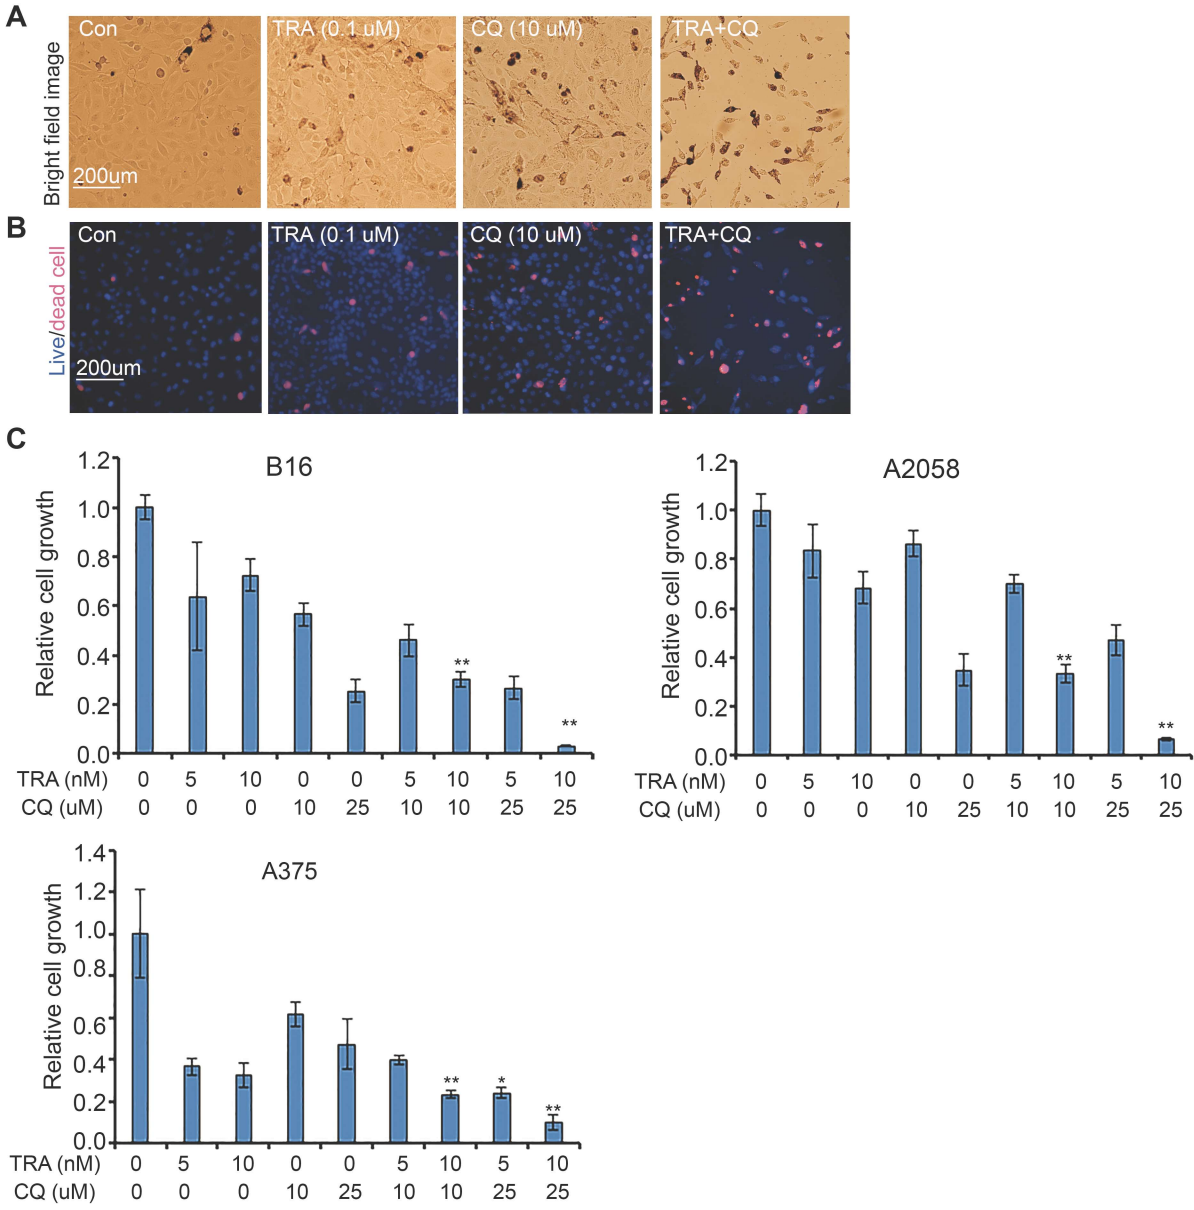 A
Bright field image
Con
TRA (0.1 uM)
CQ (10 uM)
TRA+CQ
200um
B
Live/dead cell
Con
TRA (0.1 uM)
CQ (10 uM)
TRA+CQ
200um
C
B16
Relative cell growth
1.2
1.0
0.8
0.6
0.4
0.2
0.0
**
**
TRA (nM) 0 5 10 0 0 5 10 5 10
CQ (uM) 0 0 0 10 25 10 10 25 25
A2058
Relative cell growth
1.2
1.0
0.8
0.6
0.4
0.2
0.0
**
**
TRA (nM) 0 5 10 0 0 5 10 5 10
CQ (uM) 0 0 0 10 25 10 10 25 25
A375
Relative cell growth
1.4
1.2
1.0
0.8
0.6
0.4
0.2
0.0
**
*
**
TRA (nM) 0 5 10 0 0 5 10 5 10
CQ (uM) 0 0 0 10 25 10 10 25 25